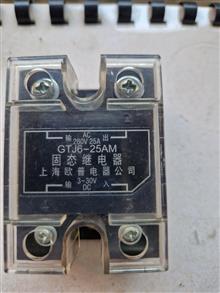 输 AC 出
260V 25A
GTJ6-25AM
固态继电器
上海欧普电器公司
3-30V
输 DC 入